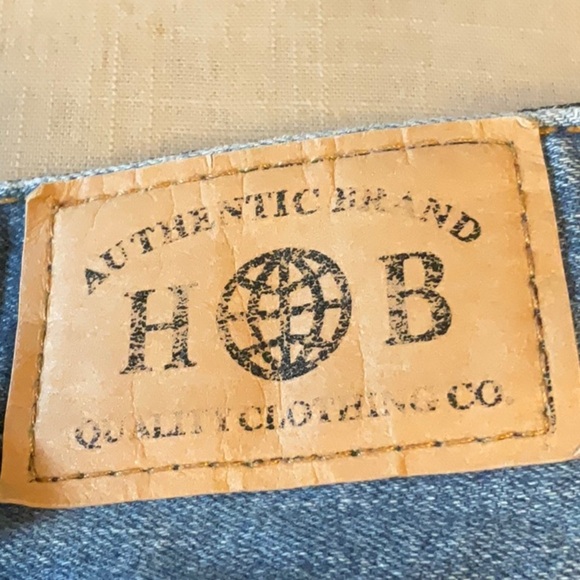 AUTHENTIC BRAND
H B
QUALITY CLOTHING CO.